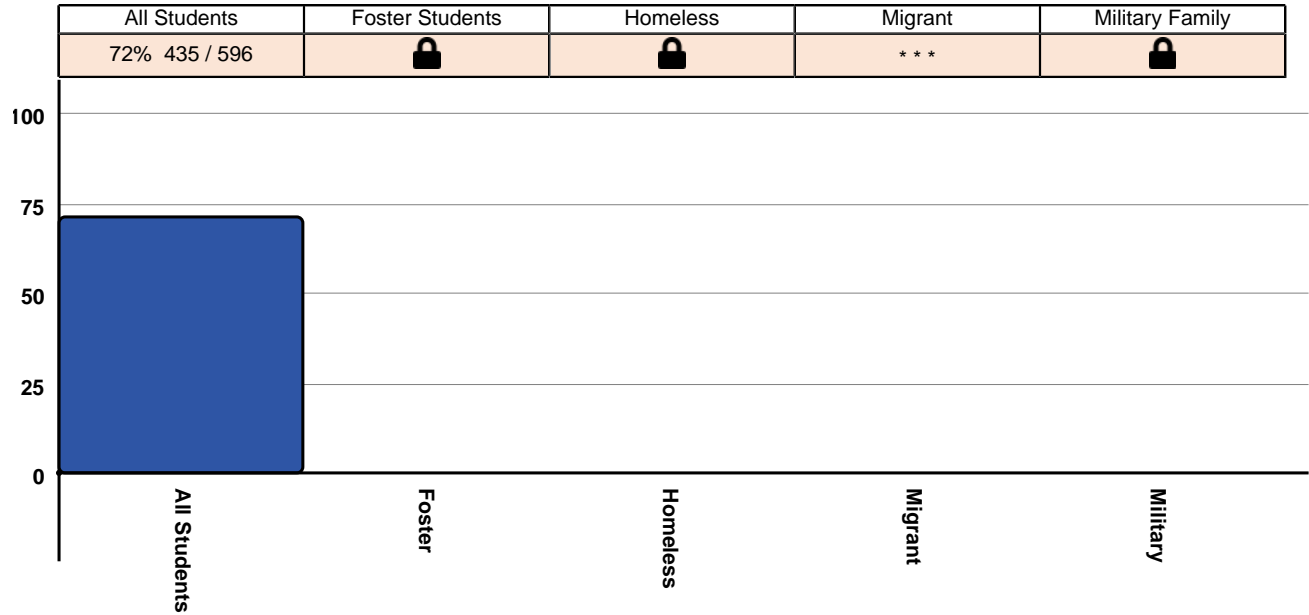 All Students Foster Students Homeless Migrant Military Family
72% 435 / 596 * * *
100
75
50
25
0
All Students
Foster
Homeless
Migrant
Military